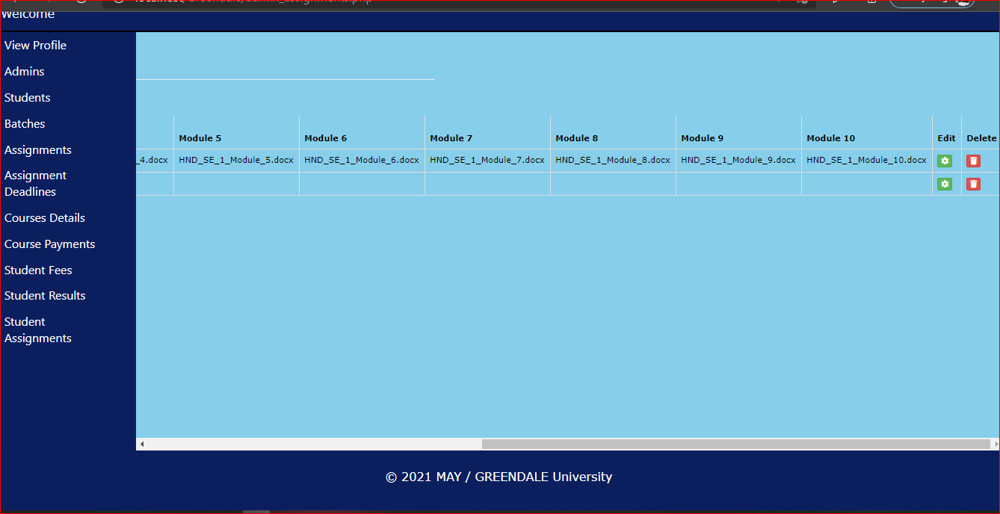 Welcome
View Profile
Admins
Students
Batches
Assignments
Assignment
Deadlines
Courses Details
Course Payments
Student Fees
Student Results
Student
Assignments
Module 5 Module 6 Module 7 Module 8 Module 9 Module 10 Edit Delete
_4.docx HND_SE_1_Module_5.docx HND_SE_1_Module_6.docx HND_SE_1_Module_7.docx HND_SE_1_Module_8.docx HND_SE_1_Module_9.docx HND_SE_1_Module_10.docx
© 2021 MAY / GREENDALE University